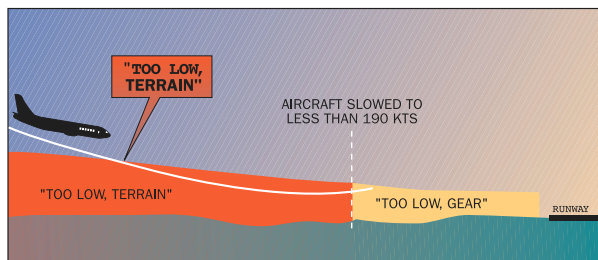 "TOO LOW,
TERRAIN"
AIRCRAFT SLOWED TO
LESS THAN 190 KTS
"TOO LOW, TERRAIN"
"TOO LOW, GEAR"
RUNWAY